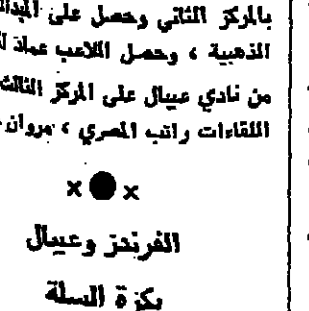 بالمركز الثاني وحصل على
الذهبية ، وحصل اللاعب عماد
من نادي عيبال على المركز الثالث
اللقاءات راتب المصري ، مروان
× ● ×
الفرندز وعيبال
بكرة السلة